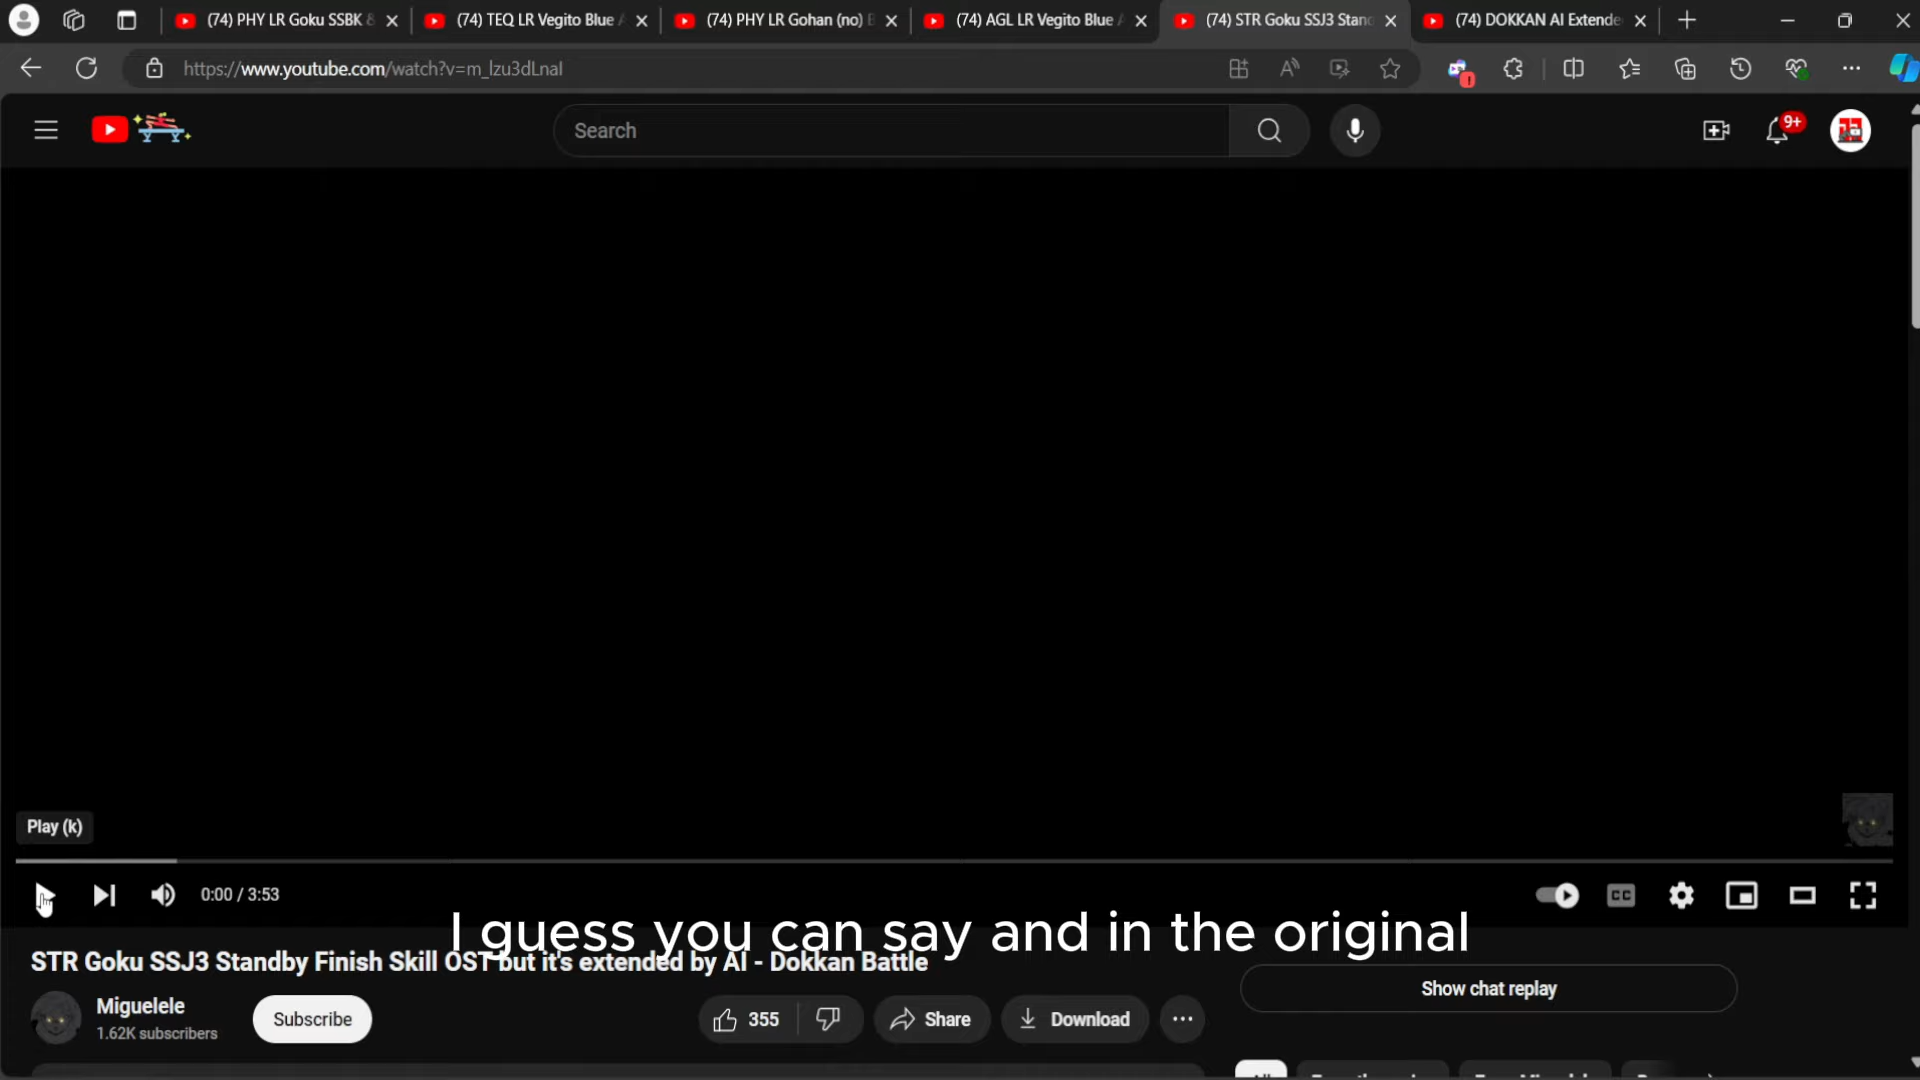 (74) PHY LR Goku SSBK &
(74) TEQ LR Vegito Blue
(74) PHY LR Gohan (no)
(74) AGL LR Vegito Blue
(74) STR Goku SSJ3 Stan
(74) DOKKAN AI Extende
https://www.youtube.com/watch?v=m_lzu3dLnaI
Search
9+
Play (k)
0:00 / 3:53
CC
I guess you can say and in the original
STR Goku SSJ3 Standby Finish Skill OST but it's extended by AI - Dokkan Battle
Show chat replay
Miguelele
1.62K subscribers
Subscribe
355
Share
Download